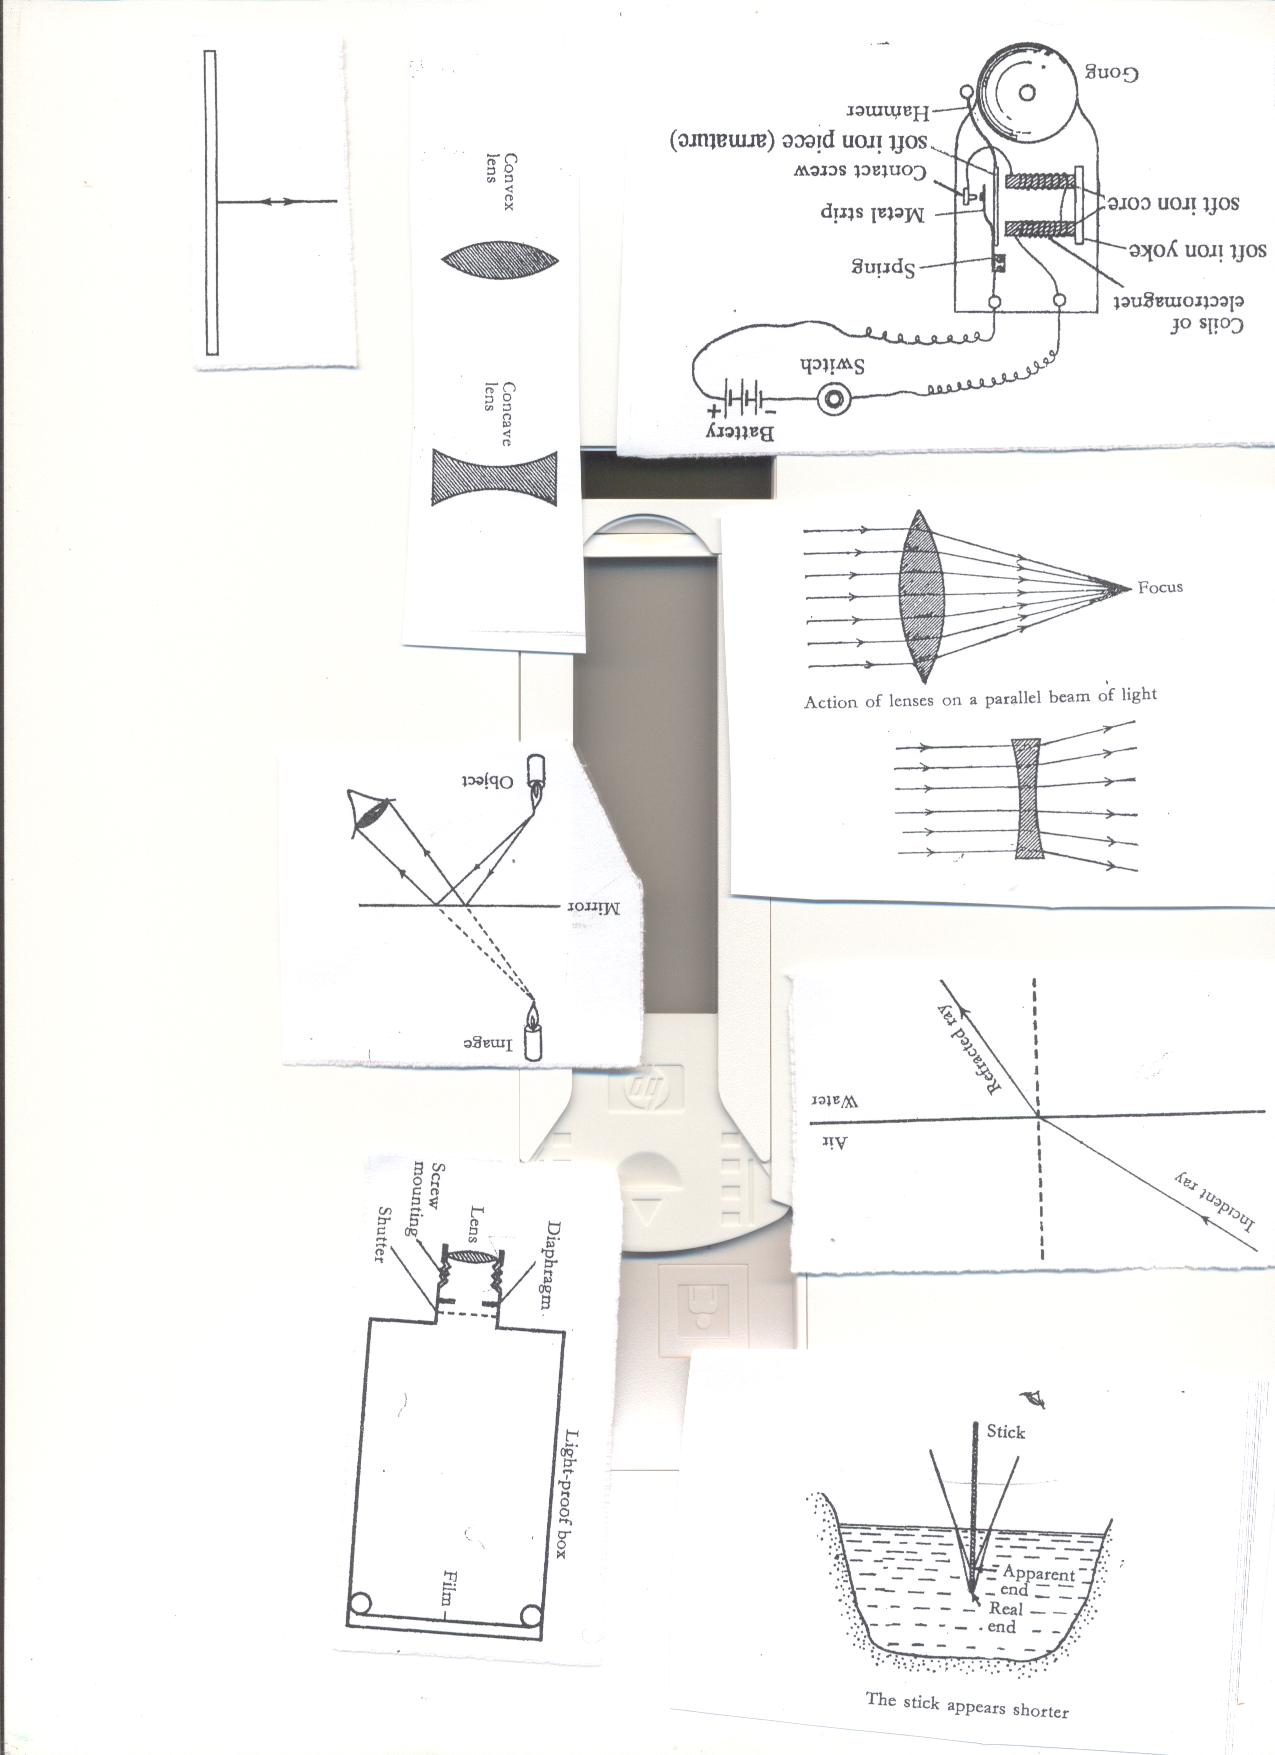 Convex
lens
Concave
lens
Gong
Hammer
soft iron piece (armature)
Contact screw
Metal strip
Spring
soft iron core
soft iron yoke
Coils of
electromagnet
Switch
Battery
+
-
Focus
Action of lenses on a parallel beam of light
Object
Mirror
Image
hp
Refracted ray
Water
Air
Incident ray
Screw
mounting
Shutter
Lens
Diaphragm
Light-proof box
Film
Stick
Apparent
end
Real
end
The stick appears shorter